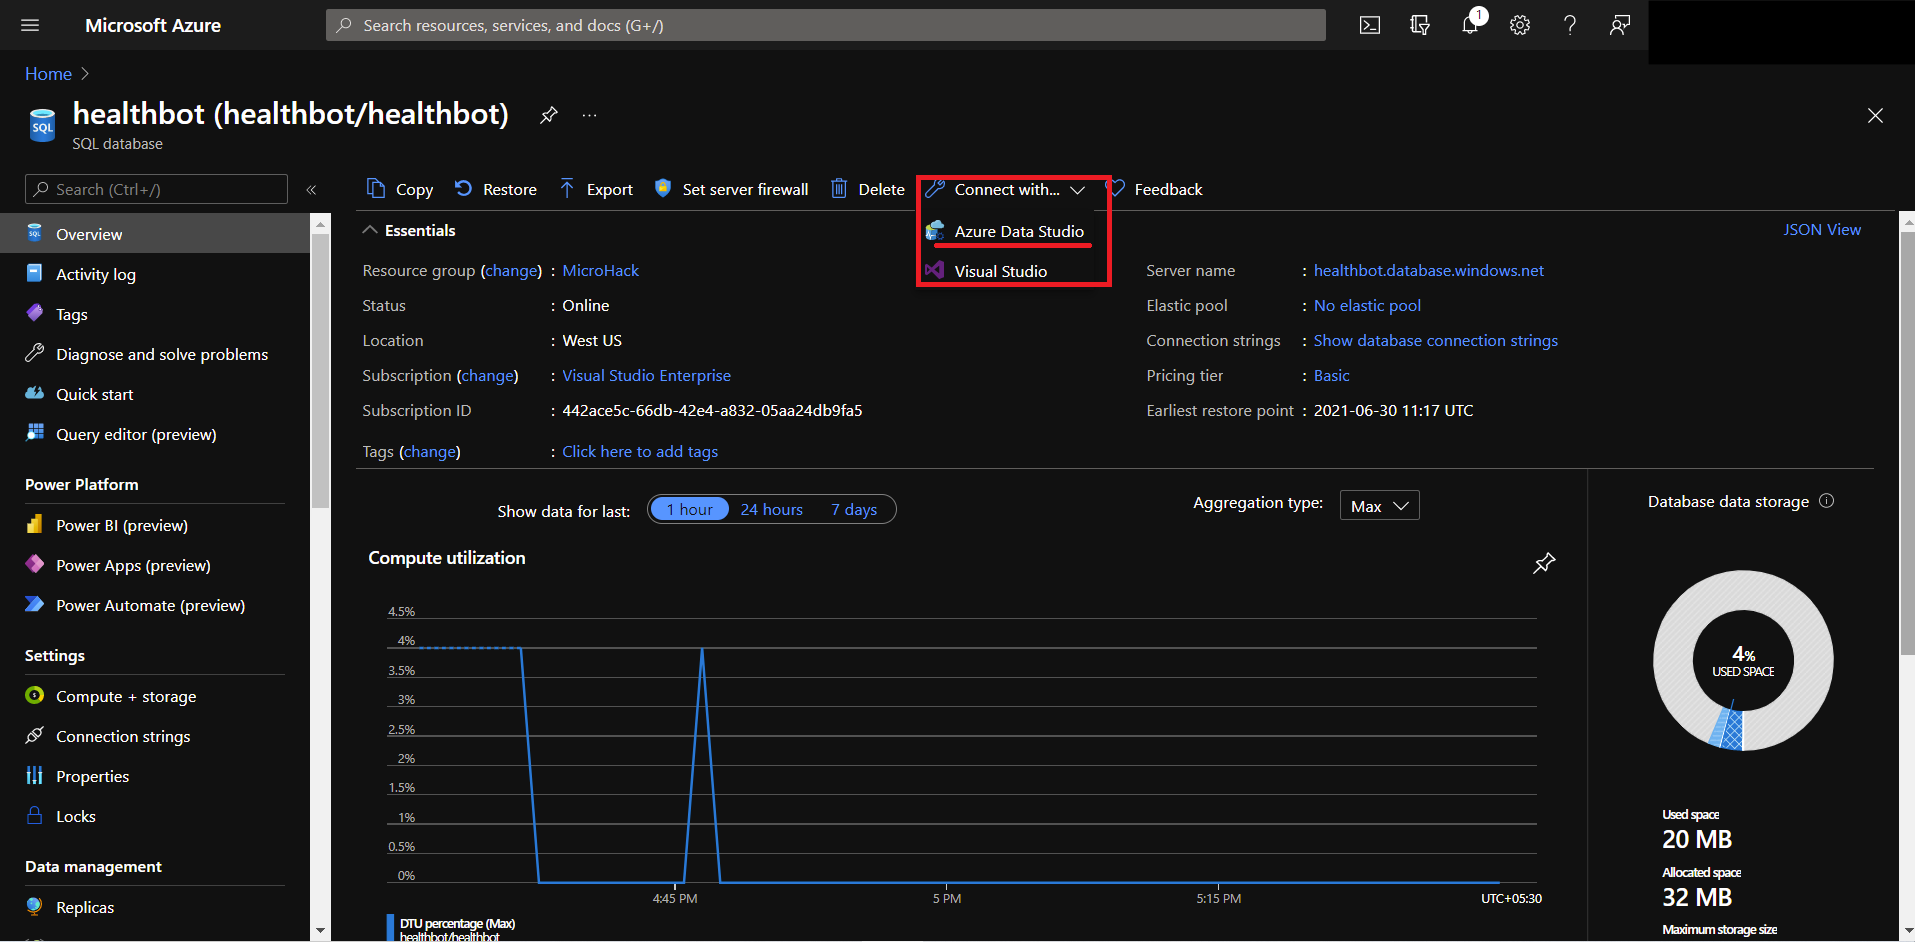 Microsoft Azure
Search resources, services, and docs (G+/)
1
Home
healthbot (healthbot/healthbot)
SQL
SQL database
Search (Ctrl+/)
Overview
Activity log
Tags
Diagnose and solve problems
Quick start
Query editor (preview)
Power Platform
Power BI (preview)
Power Apps (preview)
Power Automate (preview)
Settings
Compute + storage
Connection strings
Properties
Locks
Data management
Replicas
Copy
Restore
Export
Set server firewall
Delete
Connect with...
Feedback
Azure Data Studio
Visual Studio
Essentials
JSON View
Resource group (change) : MicroHack
Status : Online
Location : West US
Subscription (change) : Visual Studio Enterprise
Subscription ID : 442ace5c-66db-42e4-a832-05aa24db9fa5
Tags (change) : Click here to add tags
Server name : healthbot.database.windows.net
Elastic pool : No elastic pool
Connection strings : Show database connection strings
Pricing tier : Basic
Earliest restore point : 2021-06-30 11:17 UTC
Show data for last:
1 hour
24 hours
7 days
Aggregation type:
Max
Compute utilization
4.5%
4%
3.5%
3%
2.5%
2%
1.5%
1%
0.5%
0%
4:45 PM
5 PM
5:15 PM
UTC+05:30
DTU percentage (Max)
healthbot/healthbot
Database data storage
4%
USED SPACE
Used space
20 MB
Allocated space
32 MB
Maximum storage size